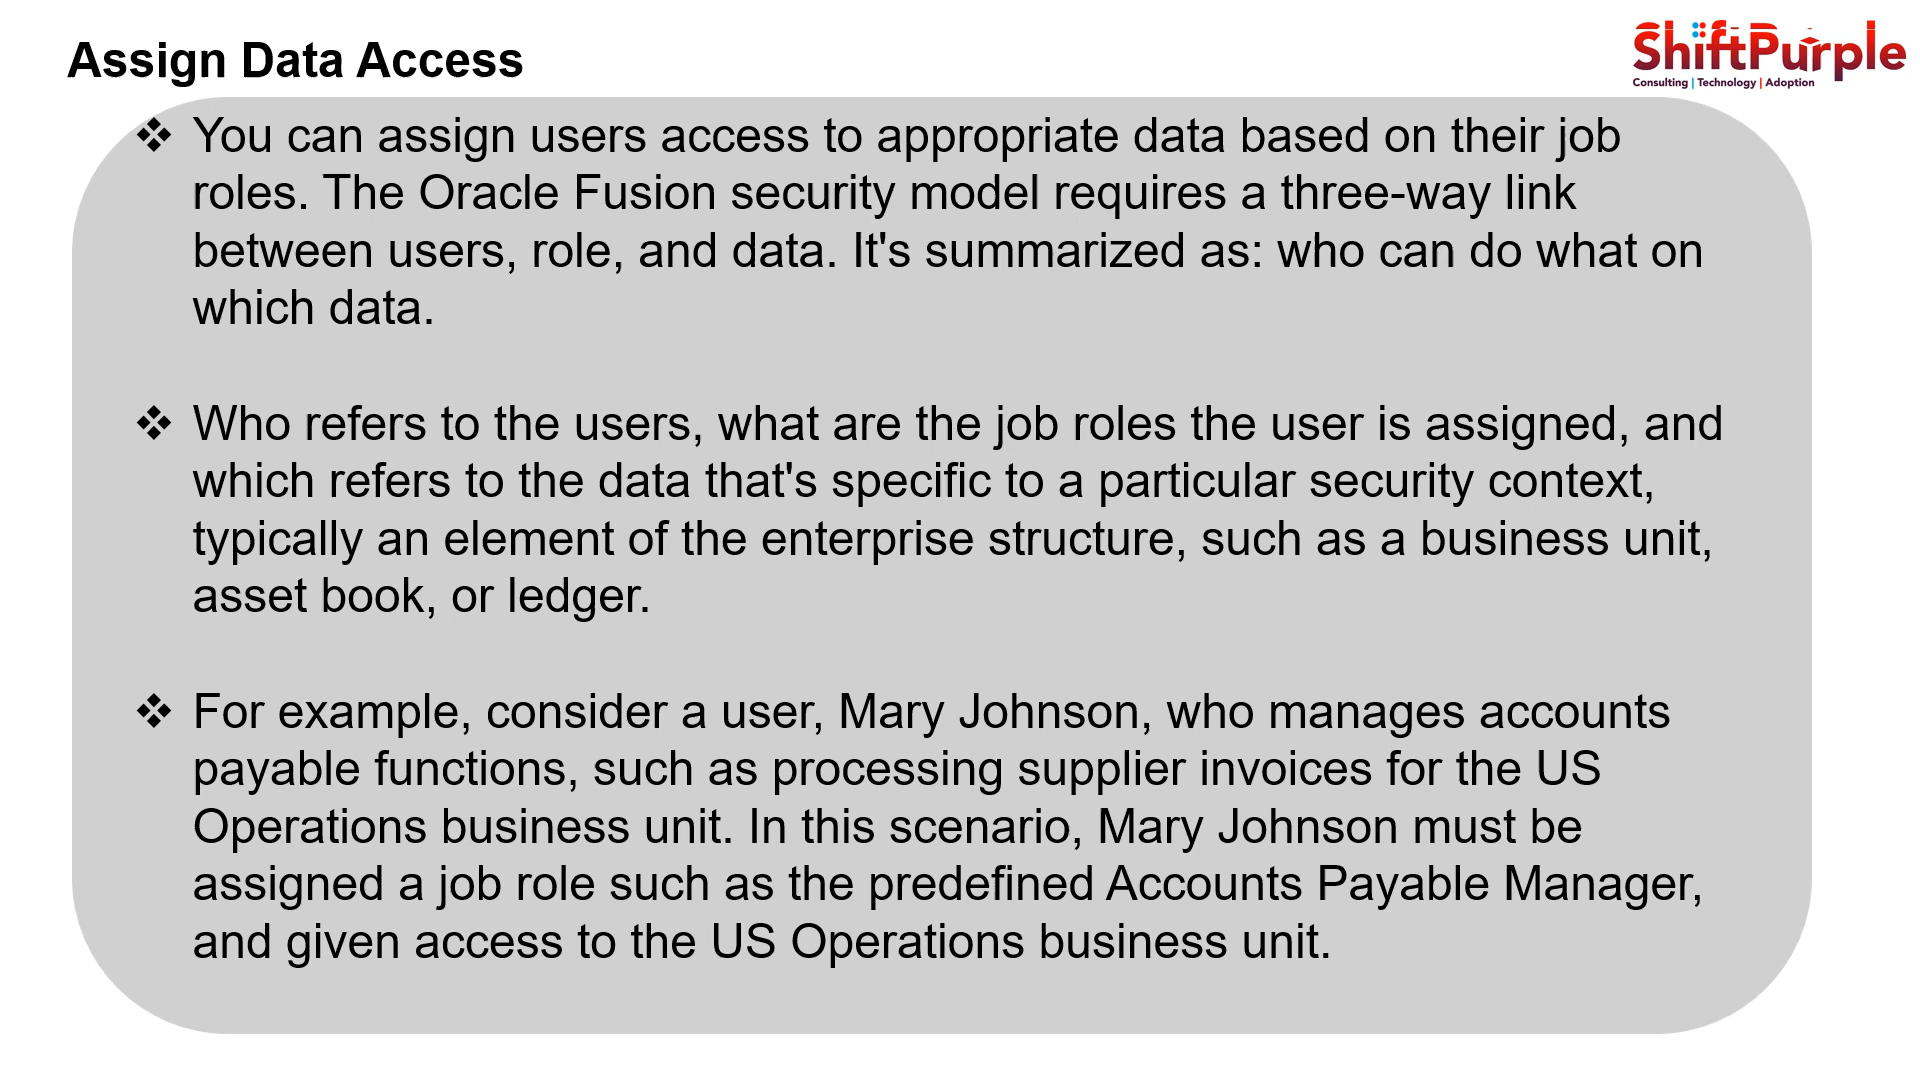 Assign Data Access
ShiftPurple
Consulting | Technology | Adoption
❖ You can assign users access to appropriate data based on their job
roles. The Oracle Fusion security model requires a three-way link
between users, role, and data. It's summarized as: who can do what on
which data.
❖ Who refers to the users, what are the job roles the user is assigned, and
which refers to the data that's specific to a particular security context,
typically an element of the enterprise structure, such as a business unit,
asset book, or ledger.
❖ For example, consider a user, Mary Johnson, who manages accounts
payable functions, such as processing supplier invoices for the US
Operations business unit. In this scenario, Mary Johnson must be
assigned a job role such as the predefined Accounts Payable Manager,
and given access to the US Operations business unit.